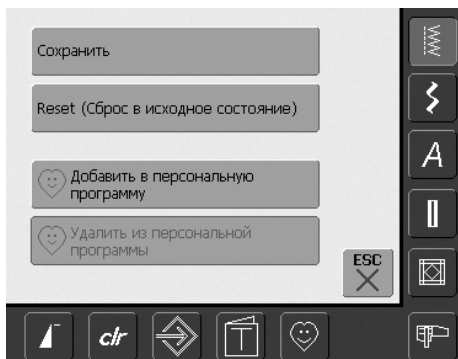 Сохранить
Reset (Сброс в исходное состояние)
Добавить в персональную
программу
Удалить из персональной
программы
ESC
A
clr
T